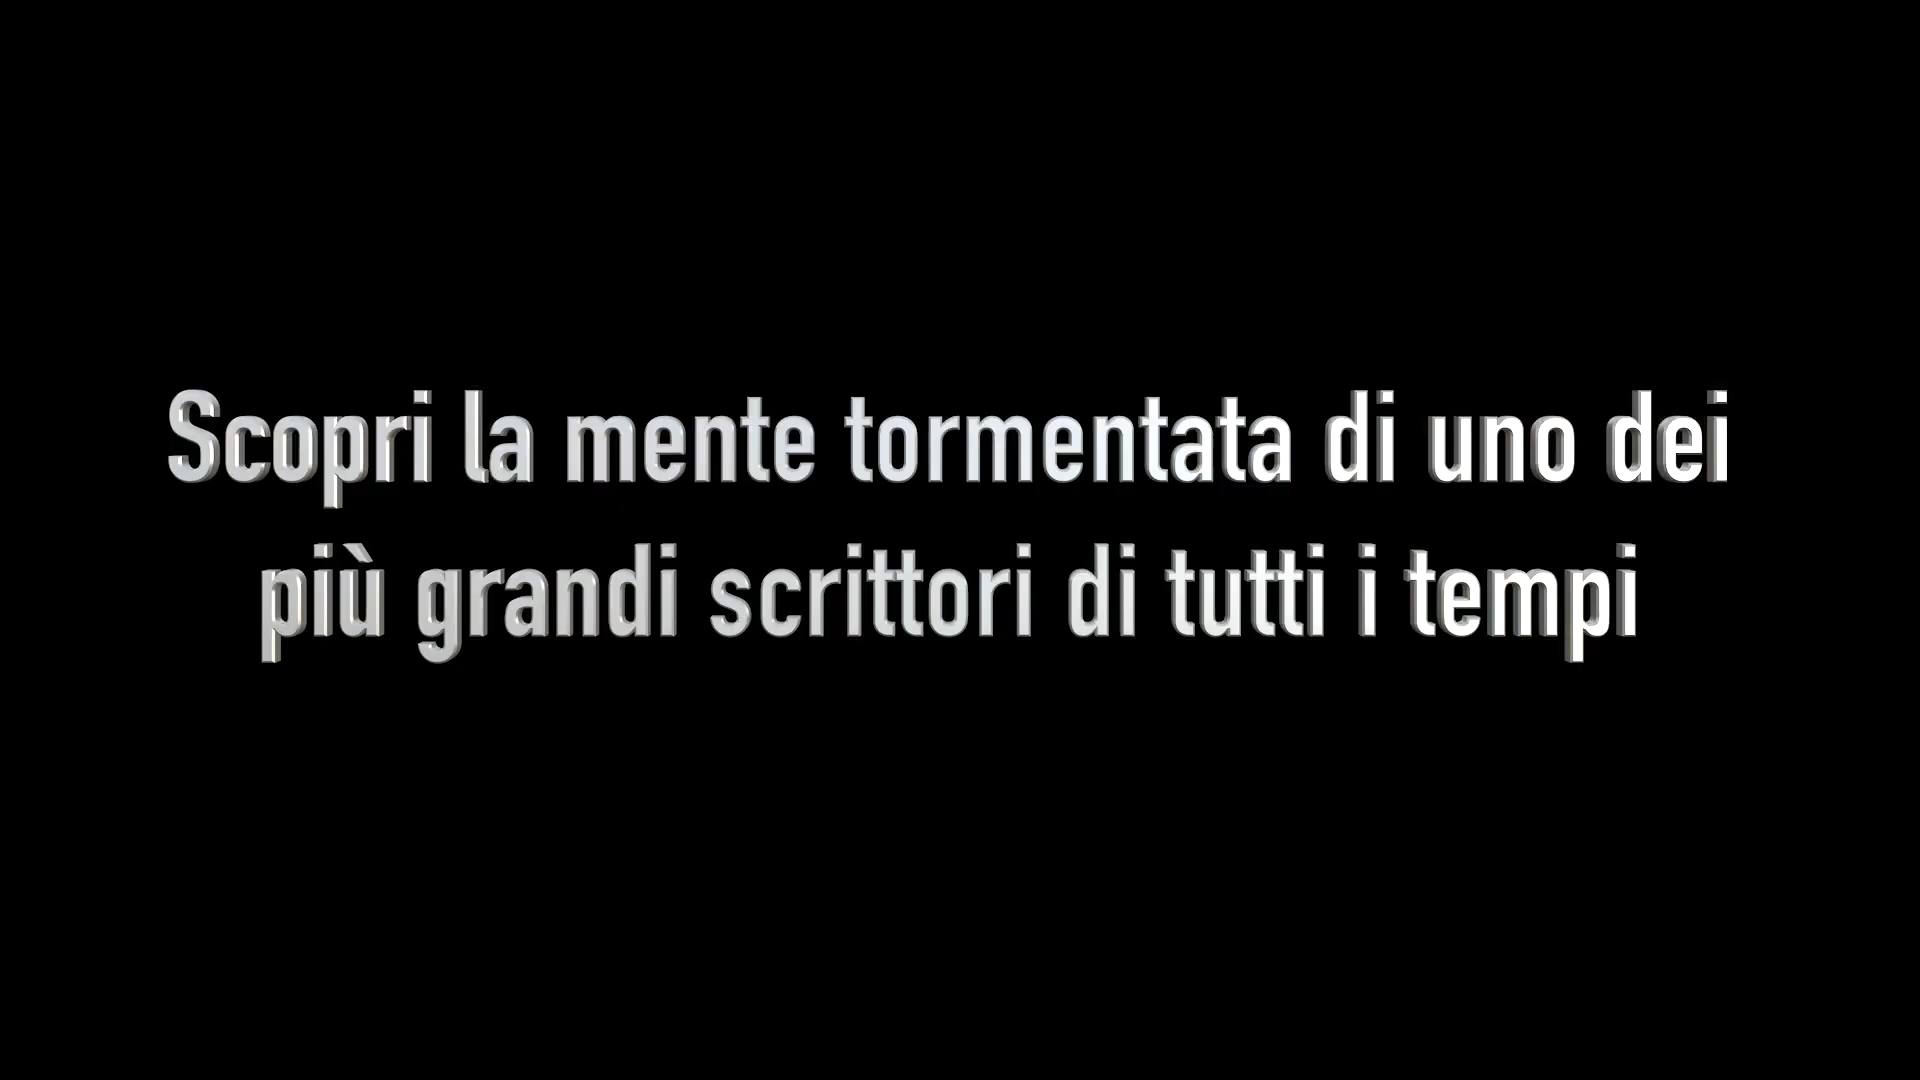 Scopri la mente tormentata di uno dei
più grandi scrittori di tutti i tempi